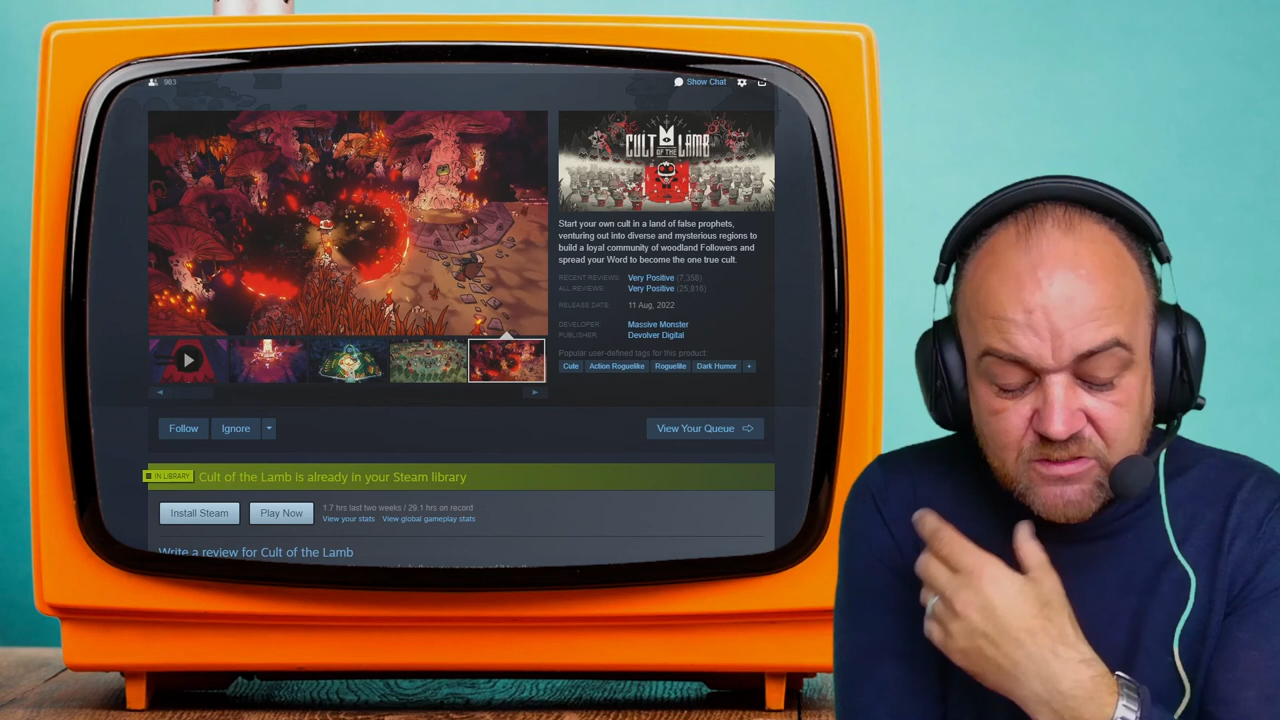 983
Show Chat
CULT OF THE LAMB
Start your own cult in a land of false prophets,
venturing out into diverse and mysterious regions to
build a loyal community of woodland Followers and
spread your Word to become the one true cult.
RECENT REVIEWS: Very Positive (7,358)
ALL REVIEWS: Very Positive (25,816)
RELEASE DATE: 11 Aug, 2022
DEVELOPER: Massive Monster
PUBLISHER: Devolver Digital
Popular user-defined tags for this product:
Cute Action Roguelike Roguelite Dark Humor +
Follow Ignore View Your Queue
IN LIBRARY Cult of the Lamb is already in your Steam library
Install Steam Play Now
1.7 hrs last two weeks / 29.1 hrs on record
View your stats View global gameplay stats
Write a review for Cult of the Lamb